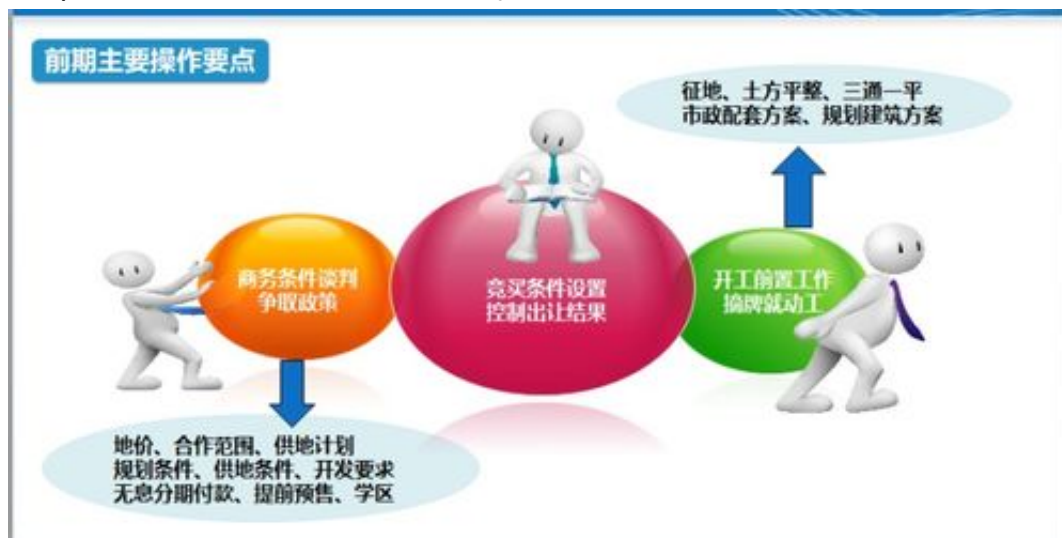 前期主要操作要点
征地、土方平整、三通一平
市政配套方案、规划建筑方案
商务条件谈判
争取政策
竞买条件设置
控制出让结果
开工前置工作
摘牌就动工
地价、合作范围、供地计划
规划条件、供地条件、开发要求
无息分期付款、提前预售、学区